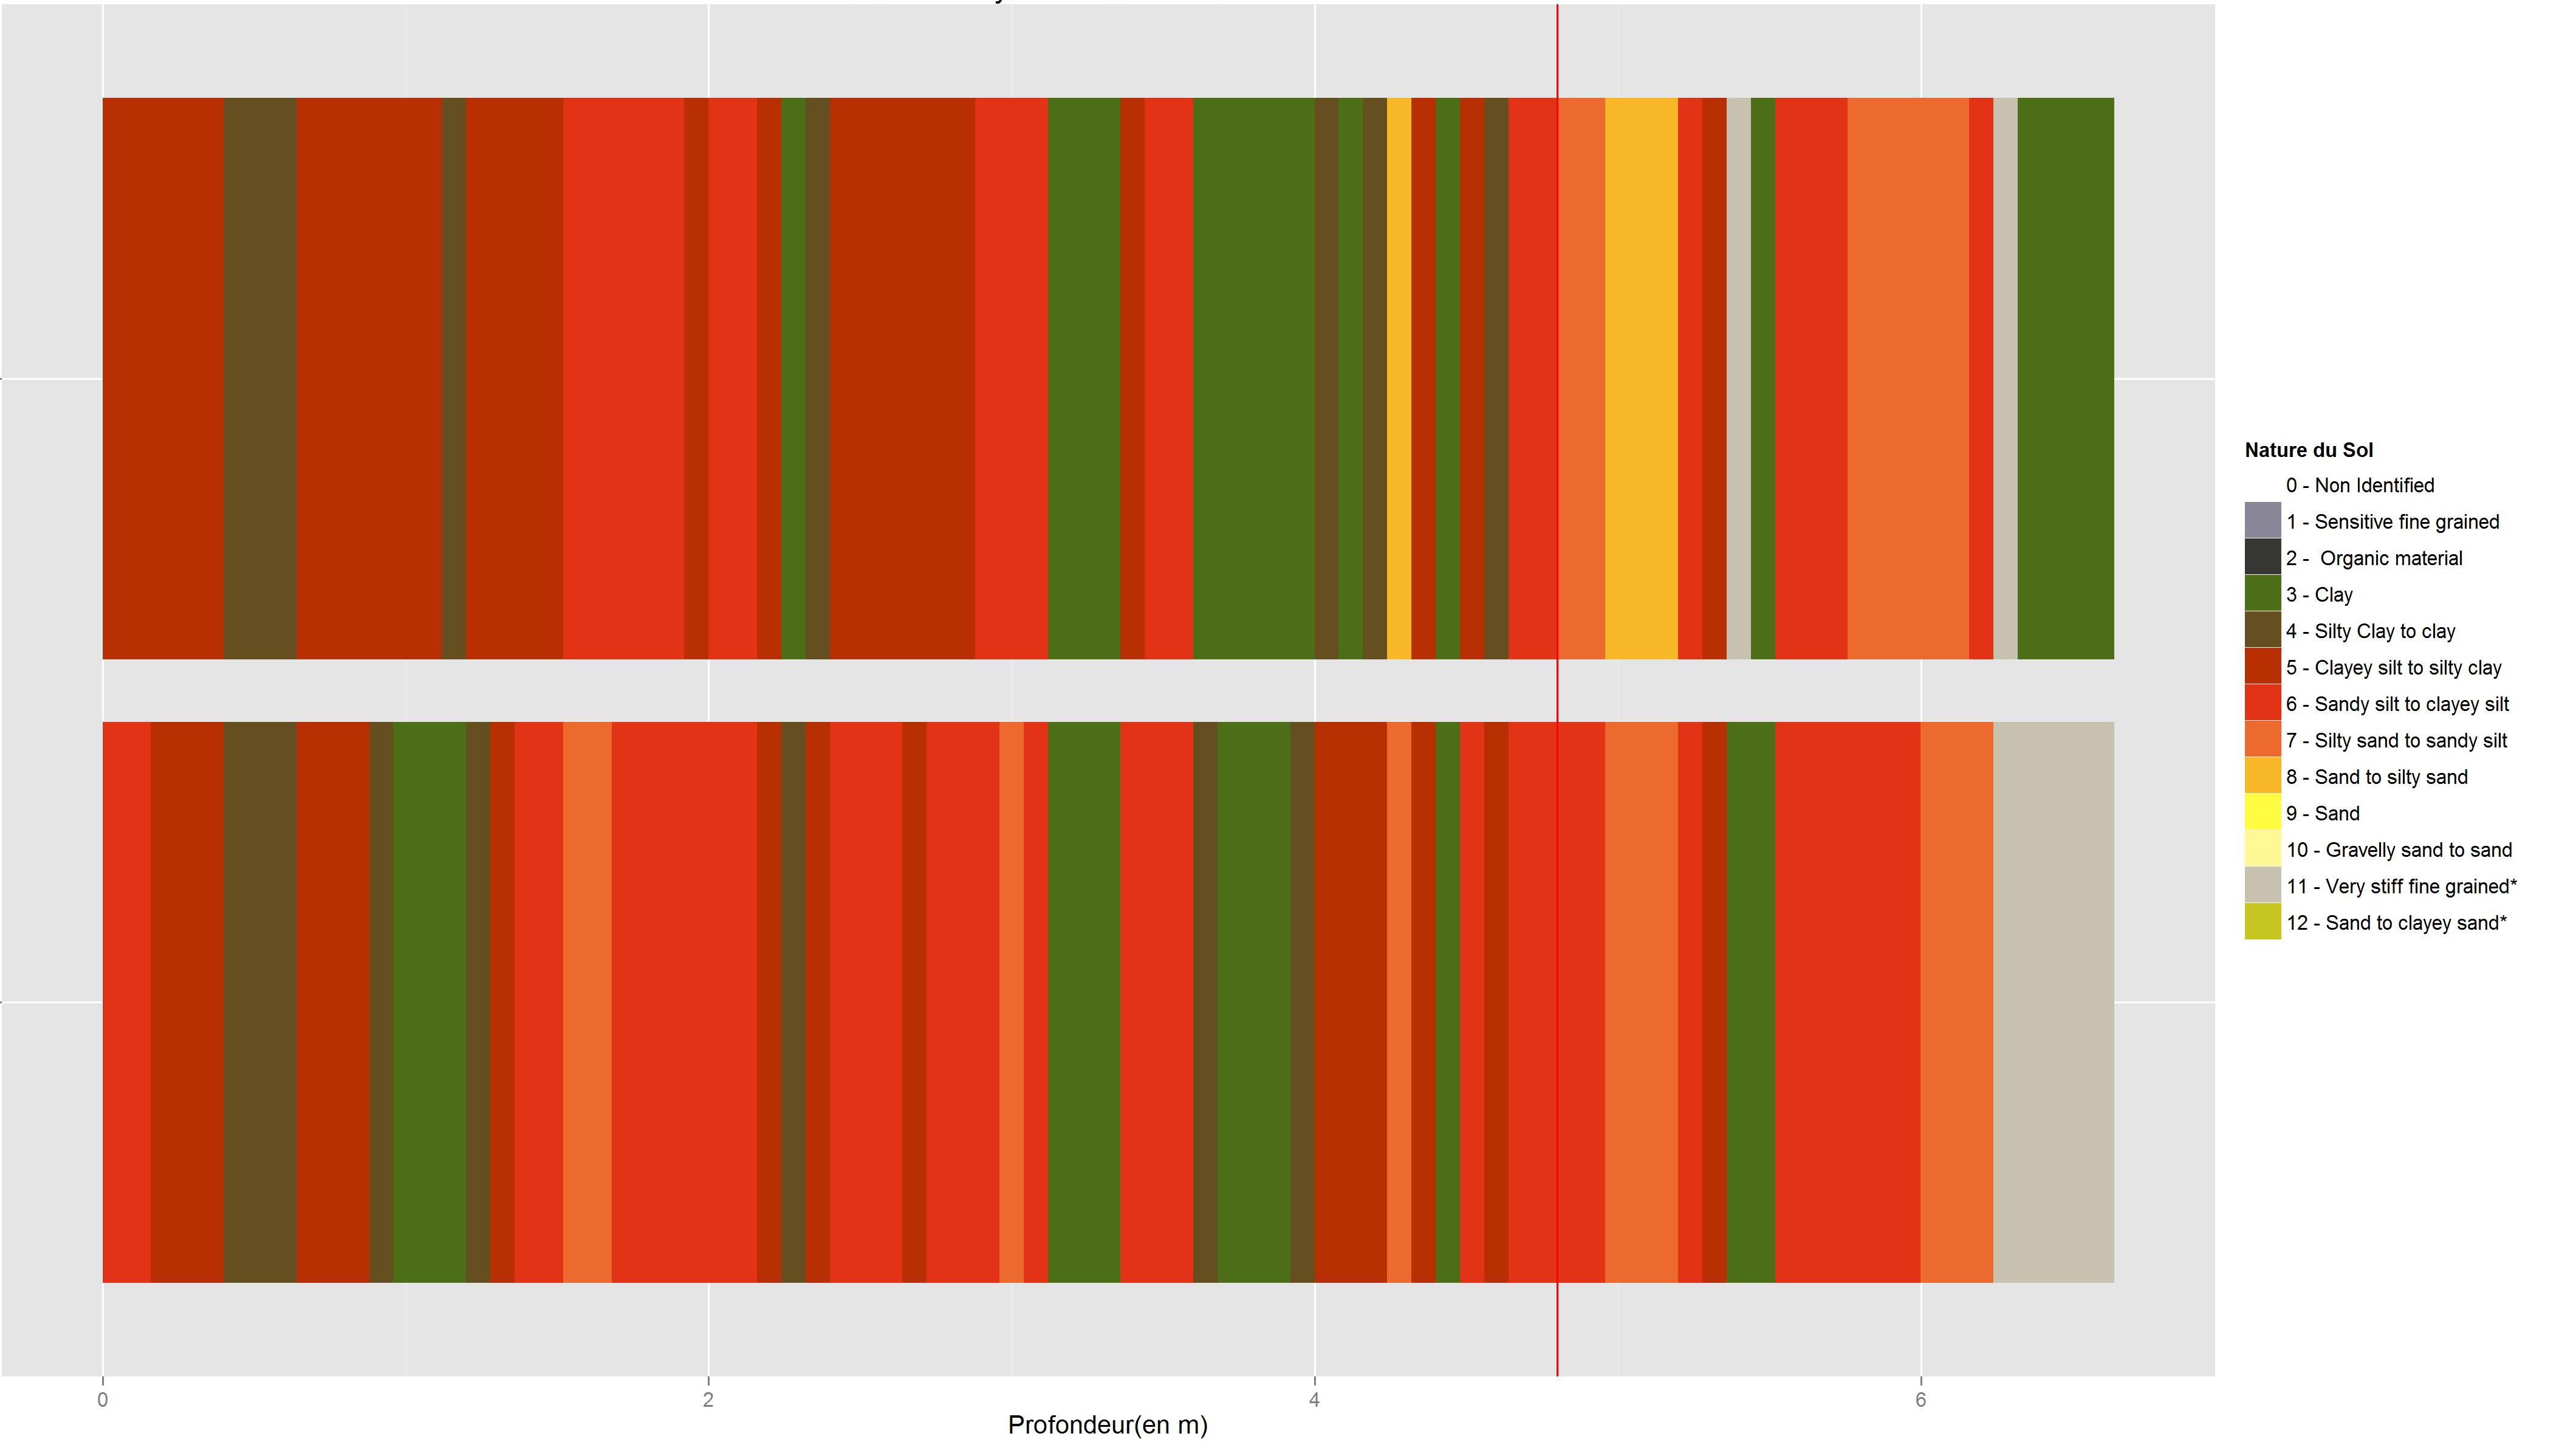 Nature du Sol
0 - Non Identified
1 - Sensitive fine grained
2 -  Organic material
3 - Clay
4 - Silty Clay to clay
5 - Clayey silt to silty clay
6 - Sandy silt to clayey silt
7 - Silty sand to sandy silt
8 - Sand to silty sand
9 - Sand
10 - Gravelly sand to sand
11 - Very stiff fine grained*
12 - Sand to clayey sand*
0 2 4 6
Profondeur(en m)